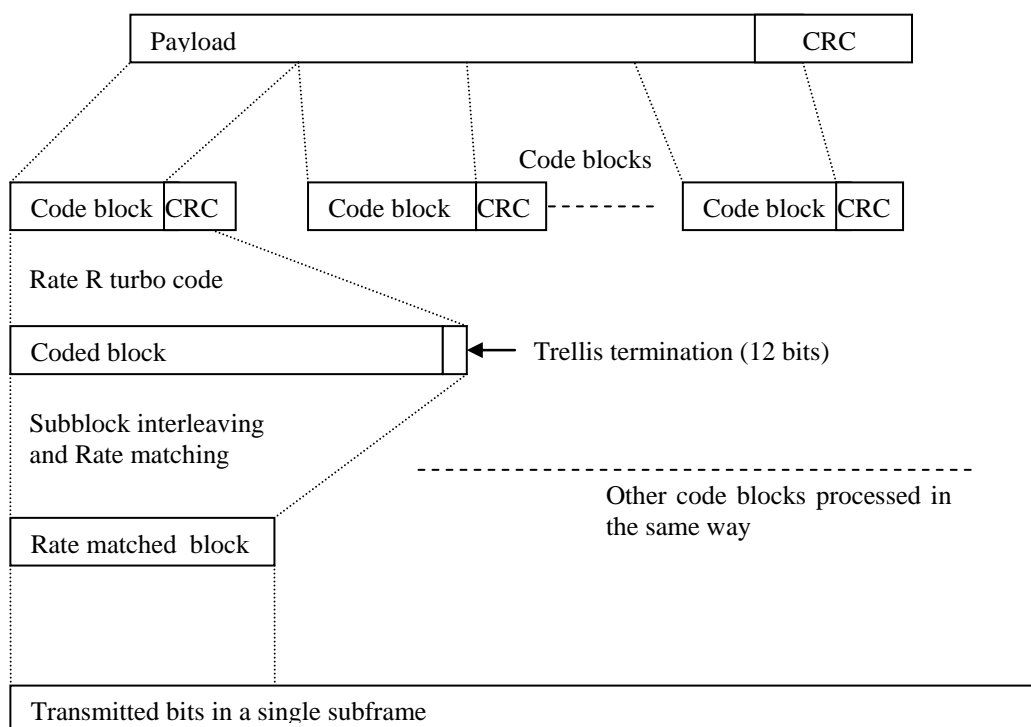 Payload
CRC
Code blocks
Code block CRC
Code block CRC
Code block CRC
Rate R turbo code
Coded block
Trellis termination (12 bits)
Subblock interleaving
and Rate matching
Other code blocks processed in
the same way
Rate matched block
Transmitted bits in a single subframe